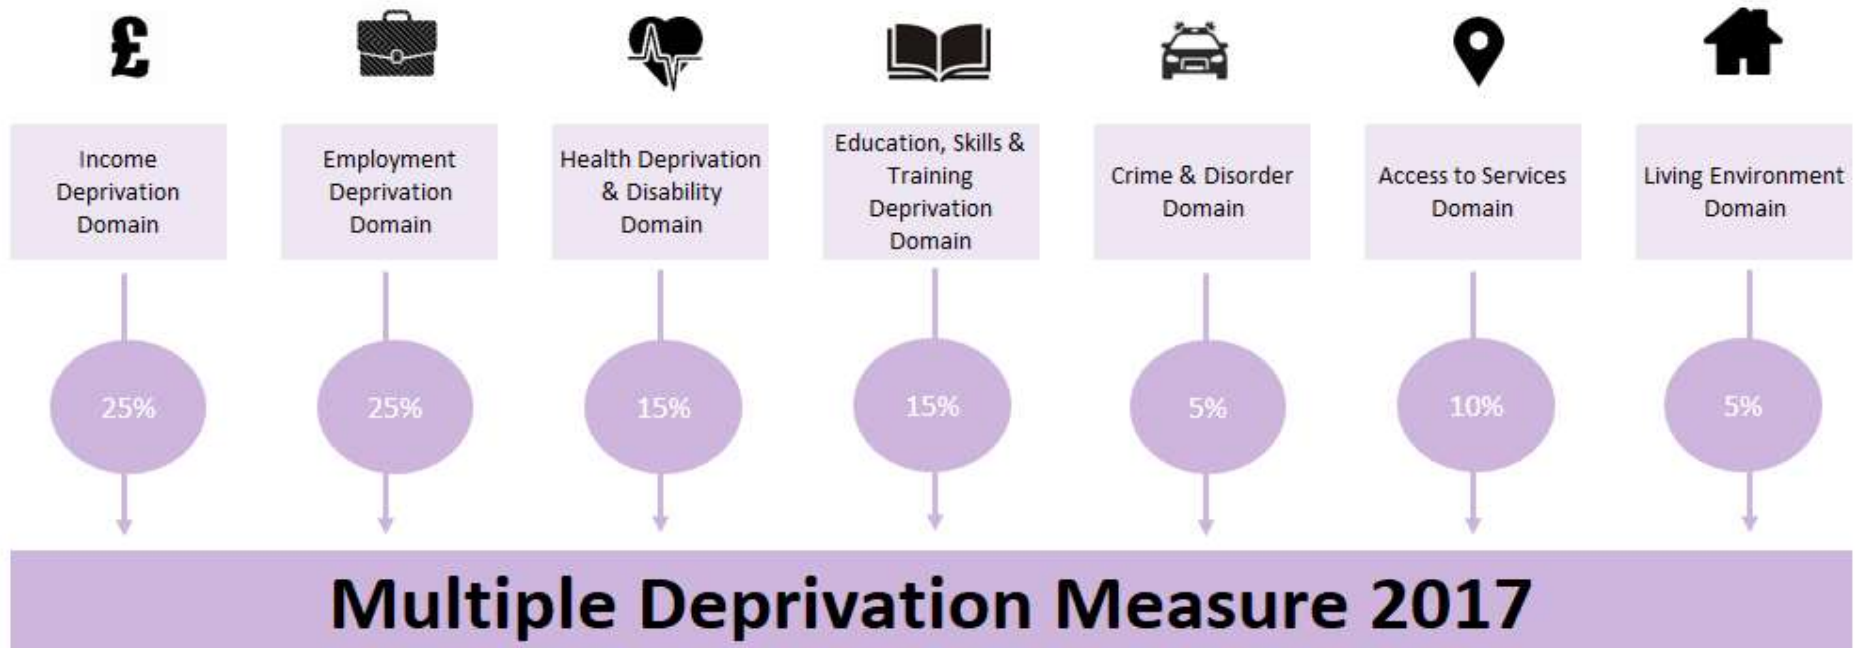 £
Income
Deprivation
Domain
Employment
Deprivation
Domain
Health Deprivation
& Disability
Domain
Education, Skills &
Training
Deprivation
Domain
Crime & Disorder
Domain
Access to Services
Domain
Living Environment
Domain
25%
25%
15%
15%
5%
10%
5%
Multiple Deprivation Measure 2017